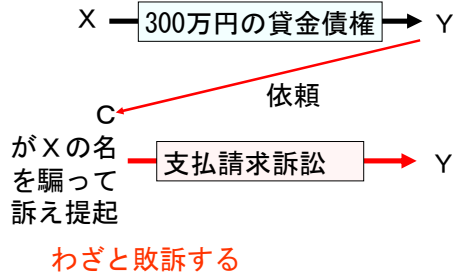 X 300万円の貸金債権 Y
依頼
C
がXの名
を騙って
訴え提起
支払請求訴訟 Y
わざと敗訴する